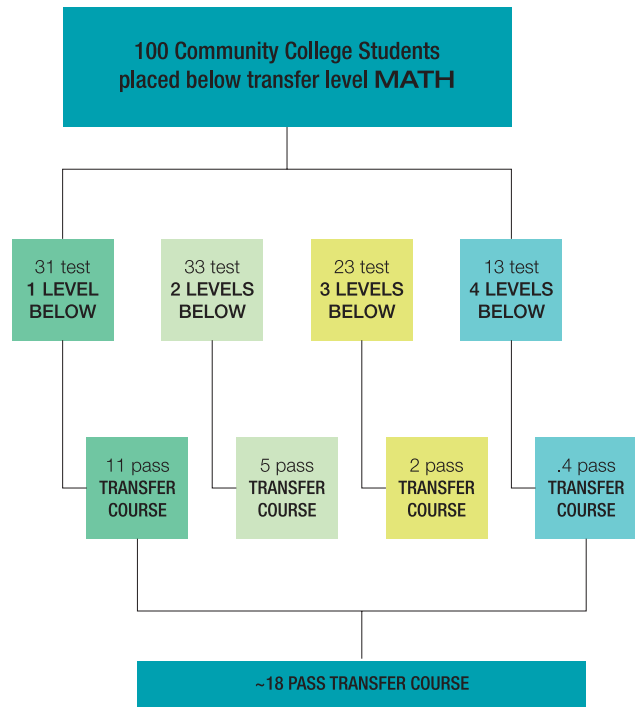 100 Community College Students
placed below transfer level MATH
31 test
1 LEVEL
BELOW
33 test
2 LEVELS
BELOW
23 test
3 LEVELS
BELOW
13 test
4 LEVELS
BELOW
11 pass
TRANSFER
COURSE
5 pass
TRANSFER
COURSE
2 pass
TRANSFER
COURSE
.4 pass
TRANSFER
COURSE
~18 PASS TRANSFER COURSE